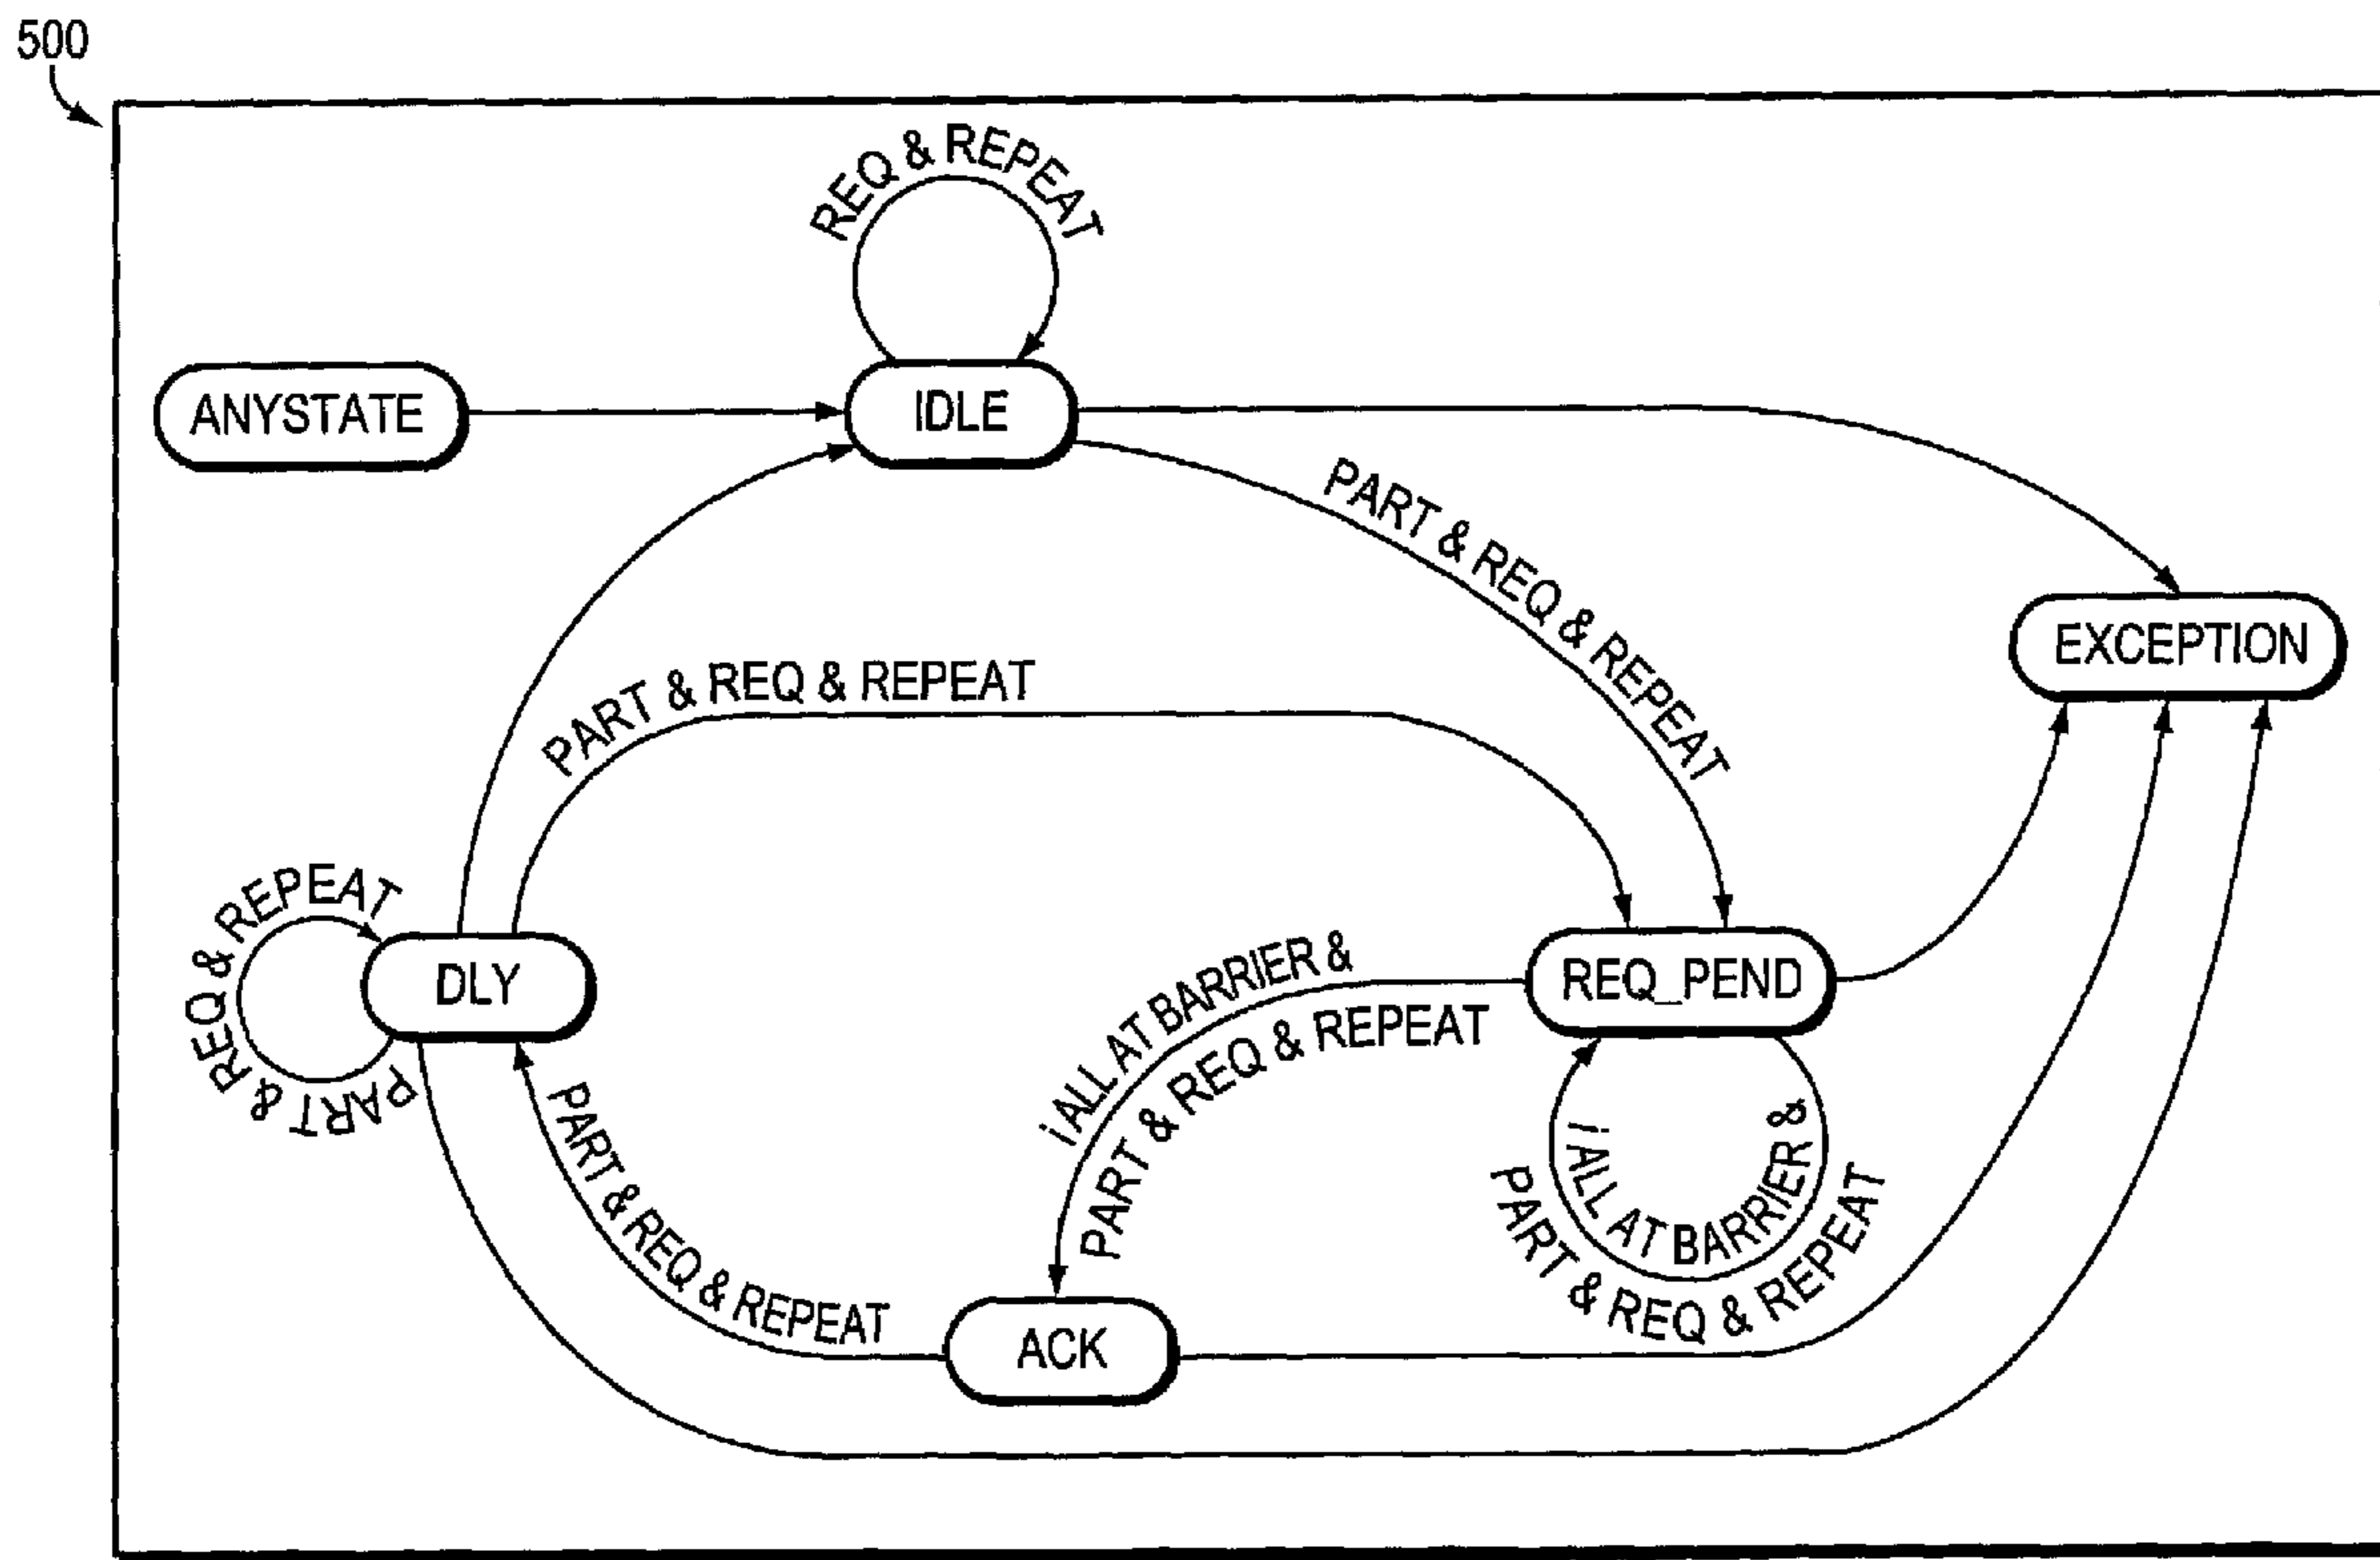 500
REQ & REPEAT
ANYSTATE
IDLE
PART & REQ & REPEAT
EXCEPTION
PART & REQ & REPEAT
PART & REQ & REPEAT
DLY
REQ_PEND
!ALL AT BARRIER &
PART & REQ & REPEAT
!ALL AT BARRIER &
PART & REQ & REPEAT
PART & REQ & REPEAT
ACK